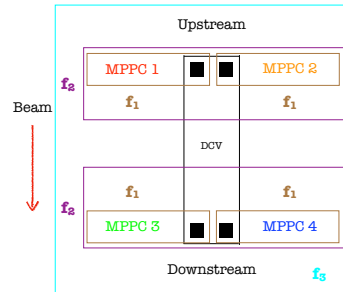 Upstream
MPPC 1 MPPC 2
f₂
f₁ f₁
Beam
DCV
f₁ f₁
f₂
MPPC 3 MPPC 4
Downstream
f₃